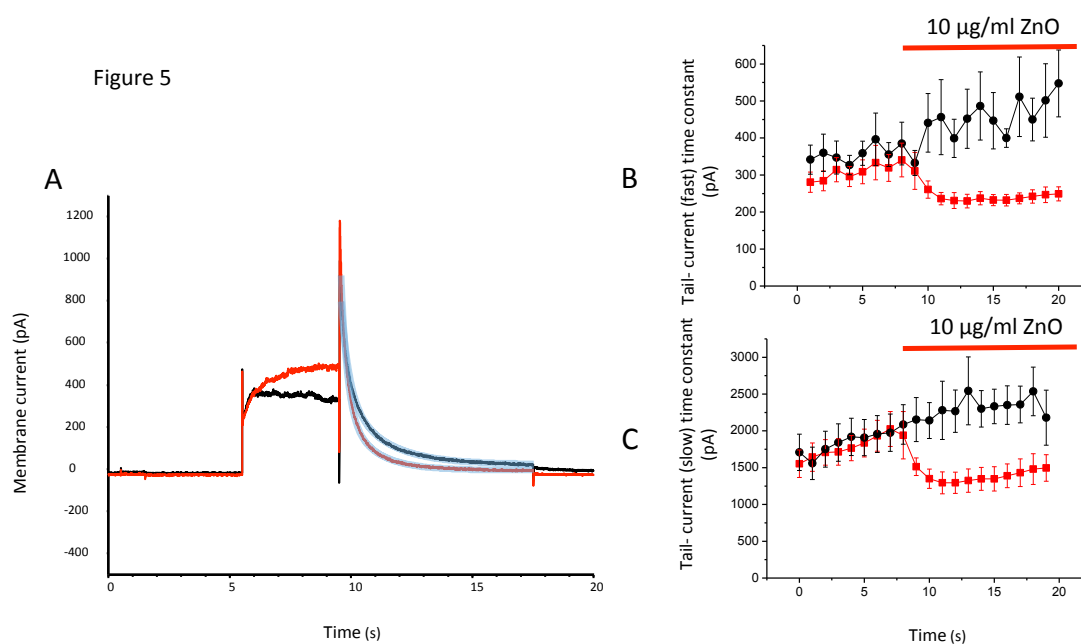 Figure 5
A
Membrane current (pA)
1200
1000
800
600
400
200
0
-200
-400
0 5 10 15 20
Time (s)
10 μg/ml ZnO
B
Tail- current (fast) time constant
(pA)
600
500
400
300
200
100
0
0 5 10 15 20
10 μg/ml ZnO
C
Tail- current (slow) time constant
(pA)
3000
2500
2000
1500
1000
500
0
0 5 10 15 20
Time (s)